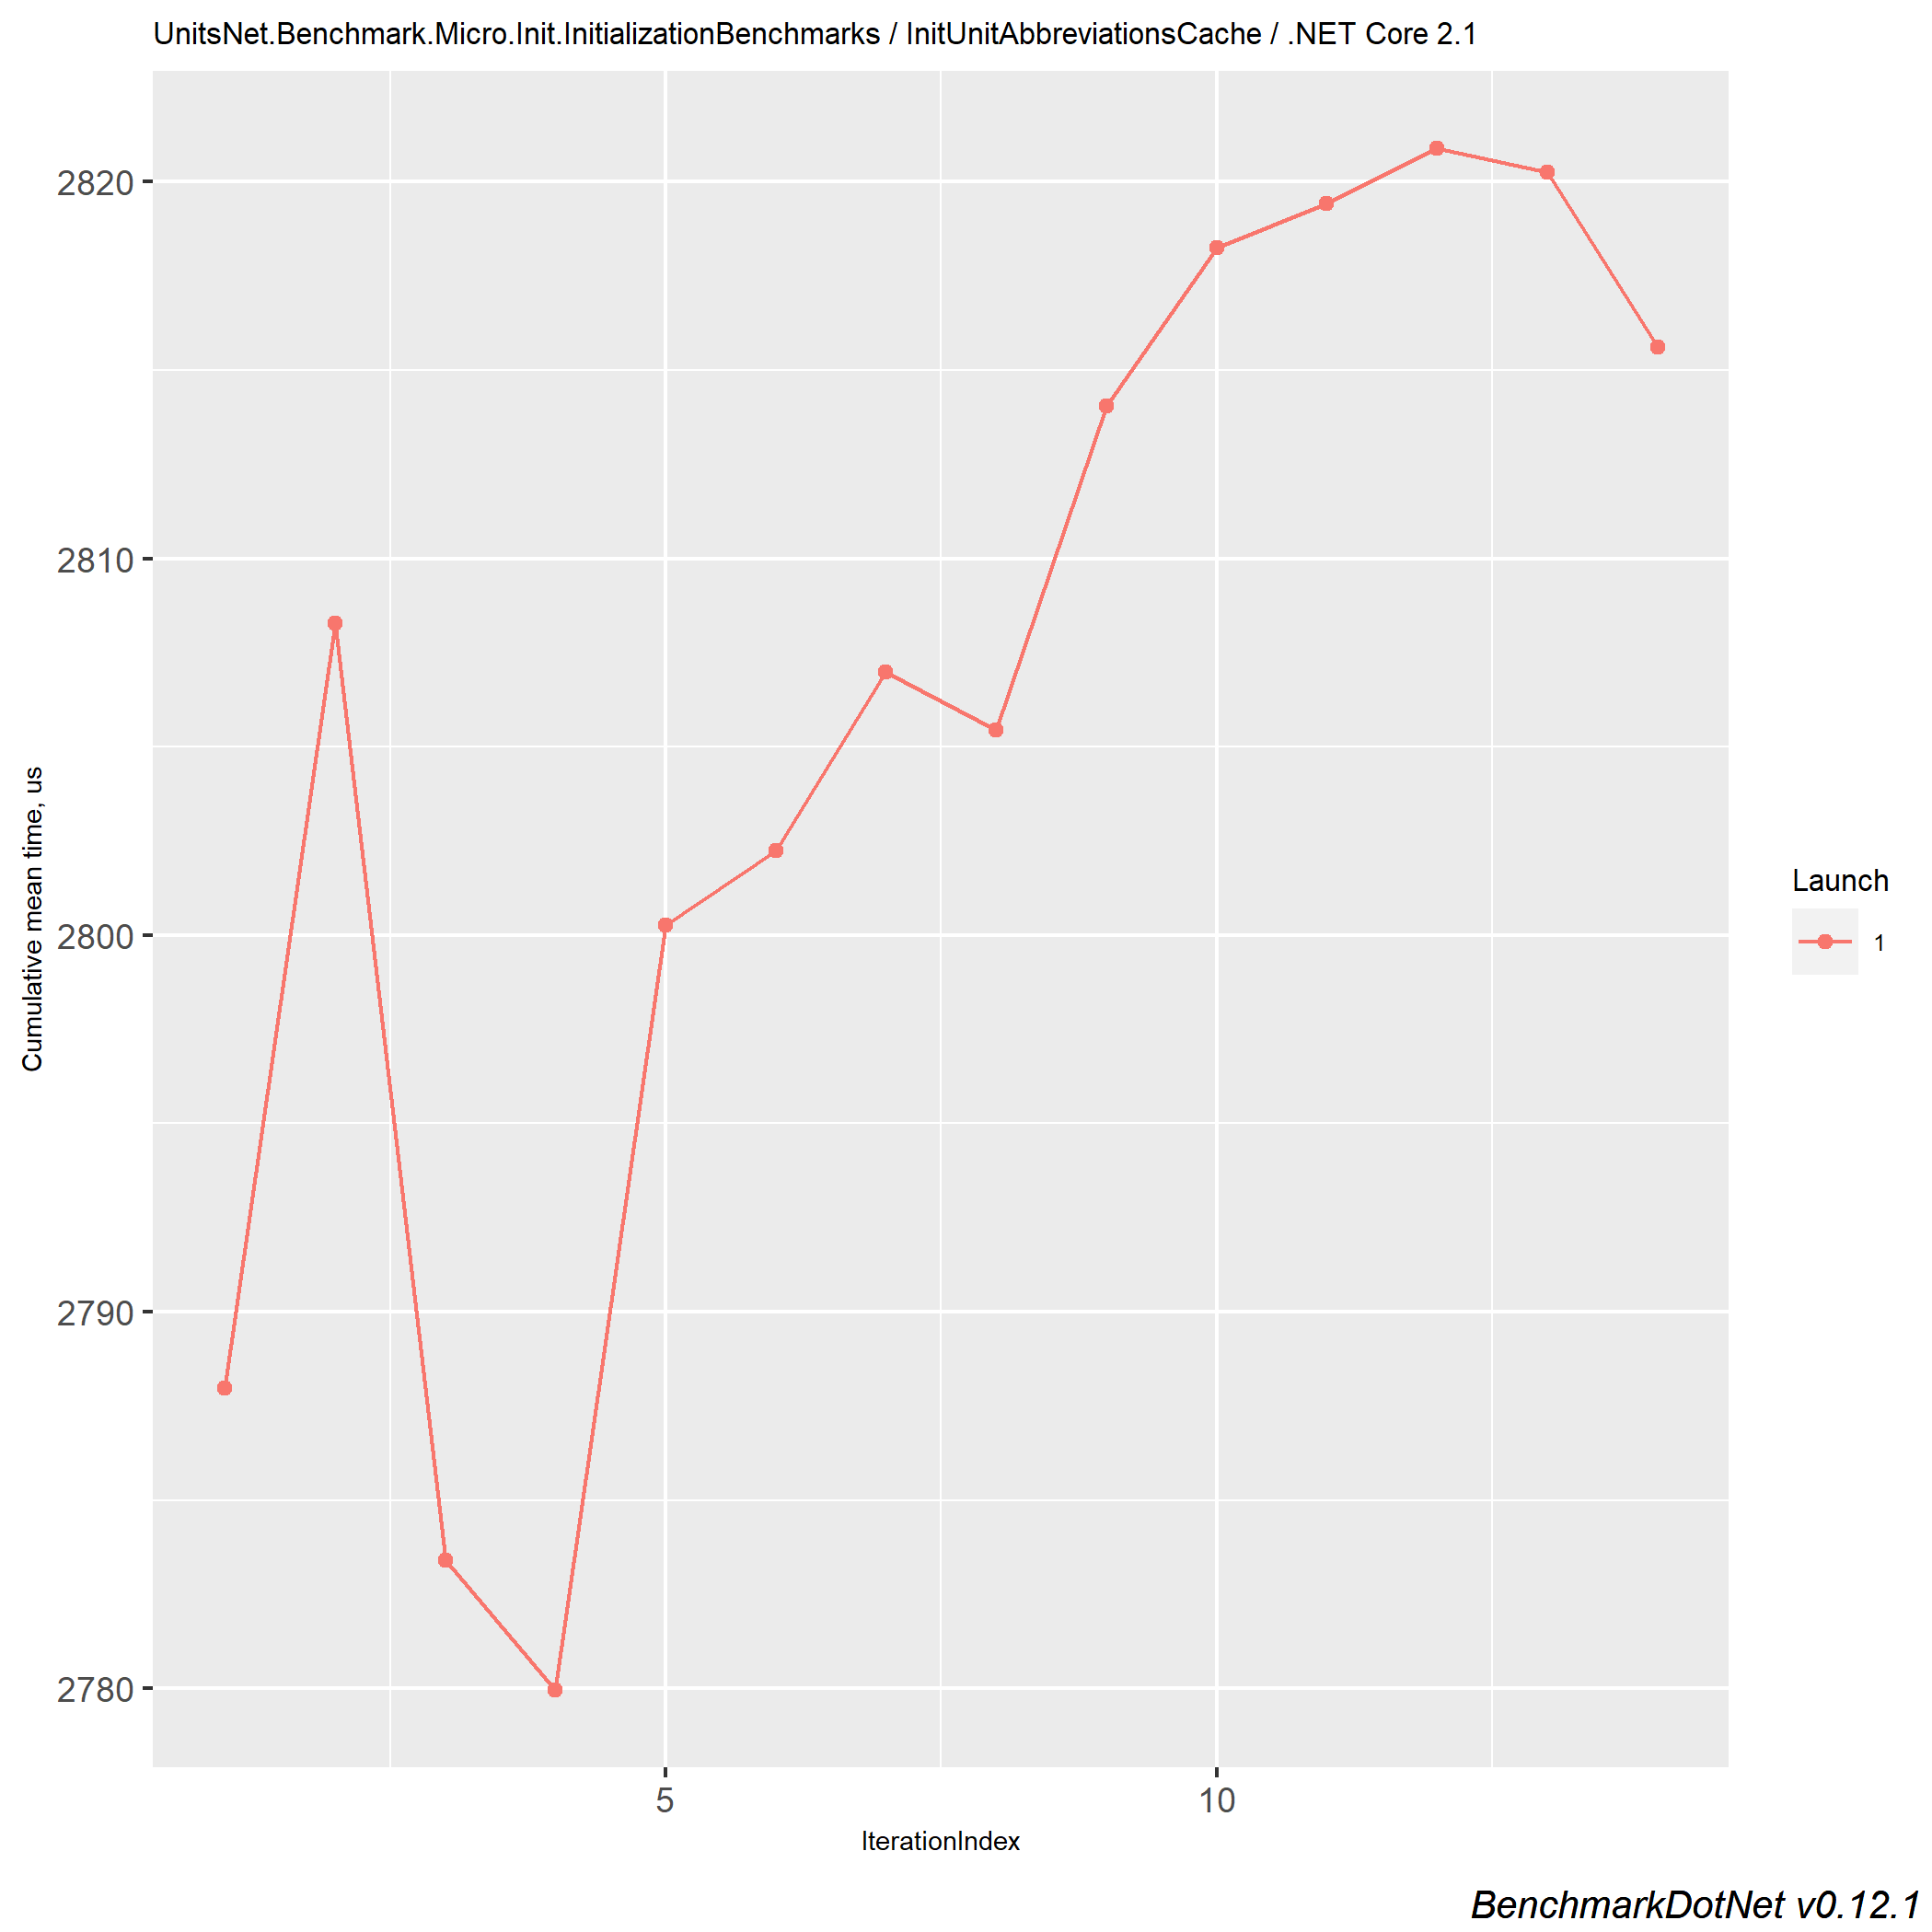 UnitsNet.Benchmark.Micro.Init.InitializationBenchmarks / InitUnitAbbreviationsCache / .NET Core 2.1
Cumulative mean time, us
2820
2810
2800
2790
2780
5
10
IterationIndex
Launch
1
BenchmarkDotNet v0.12.1